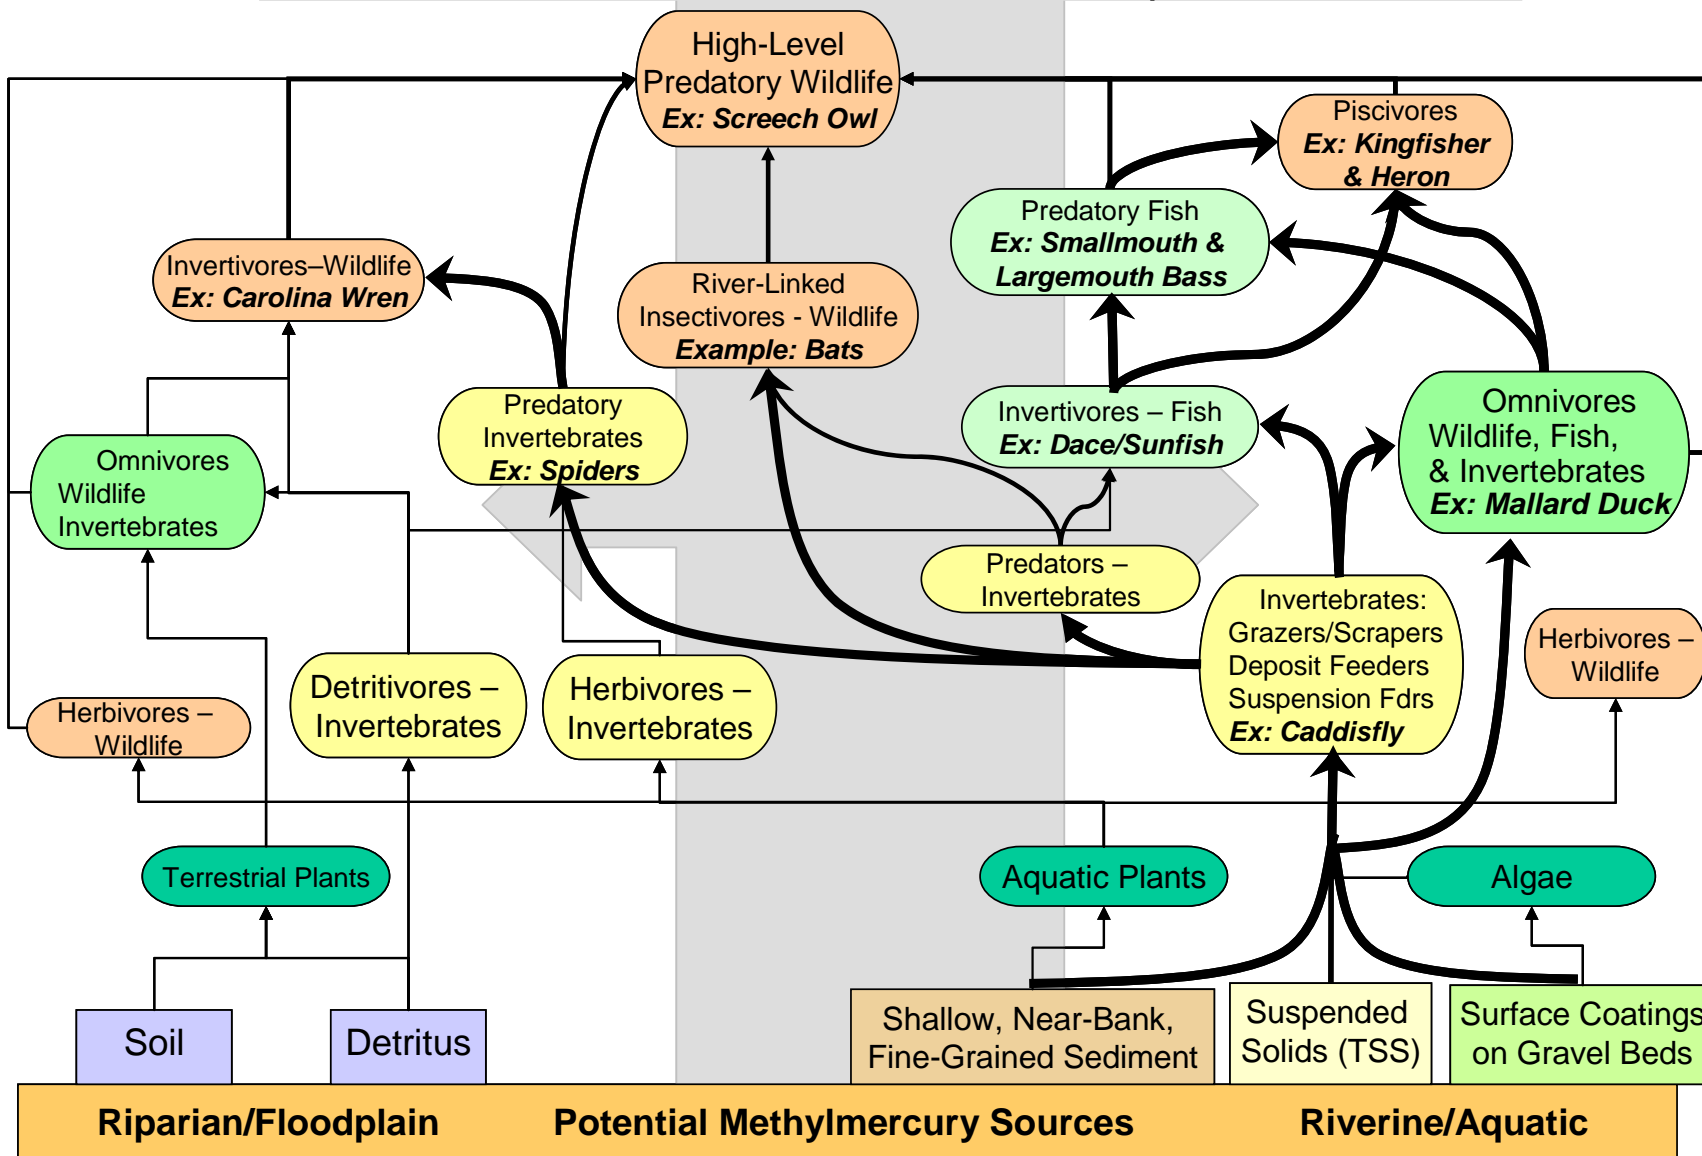 High-Level
Predatory Wildlife
Ex: Screech Owl
Piscivores
Ex: Kingfisher
& Heron
Predatory Fish
Ex: Smallmouth &
Largemouth Bass
Invertivores–Wildlife
Ex: Carolina Wren
River-Linked
Insectivores - Wildlife
Example: Bats
Predatory
Invertebrates
Ex: Spiders
Invertivores – Fish
Ex: Dace/Sunfish
Omnivores
Wildlife, Fish,
& Invertebrates
Ex: Mallard Duck
Omnivores
Wildlife
Invertebrates
Predators –
Invertebrates
Invertebrates:
Grazers/Scrapers
Deposit Feeders
Suspension Fdrs
Ex: Caddisfly
Herbivores –
Wildlife
Herbivores –
Wildlife
Detritivores –
Invertebrates
Herbivores –
Invertebrates
Terrestrial Plants
Aquatic Plants
Algae
Soil
Detritus
Shallow, Near-Bank,
Fine-Grained Sediment
Suspended
Solids (TSS)
Surface Coatings
on Gravel Beds
Riparian/Floodplain
Potential Methylmercury Sources
Riverine/Aquatic